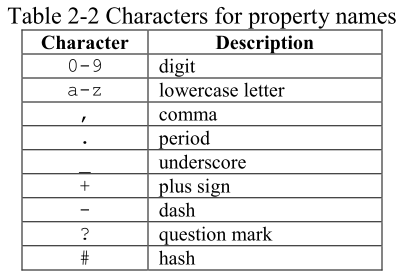 Table 2-2 Characters for property names
Character Description
0-9 digit
a-z lowercase letter
, comma
. period
_ underscore
+ plus sign
- dash
? question mark
# hash